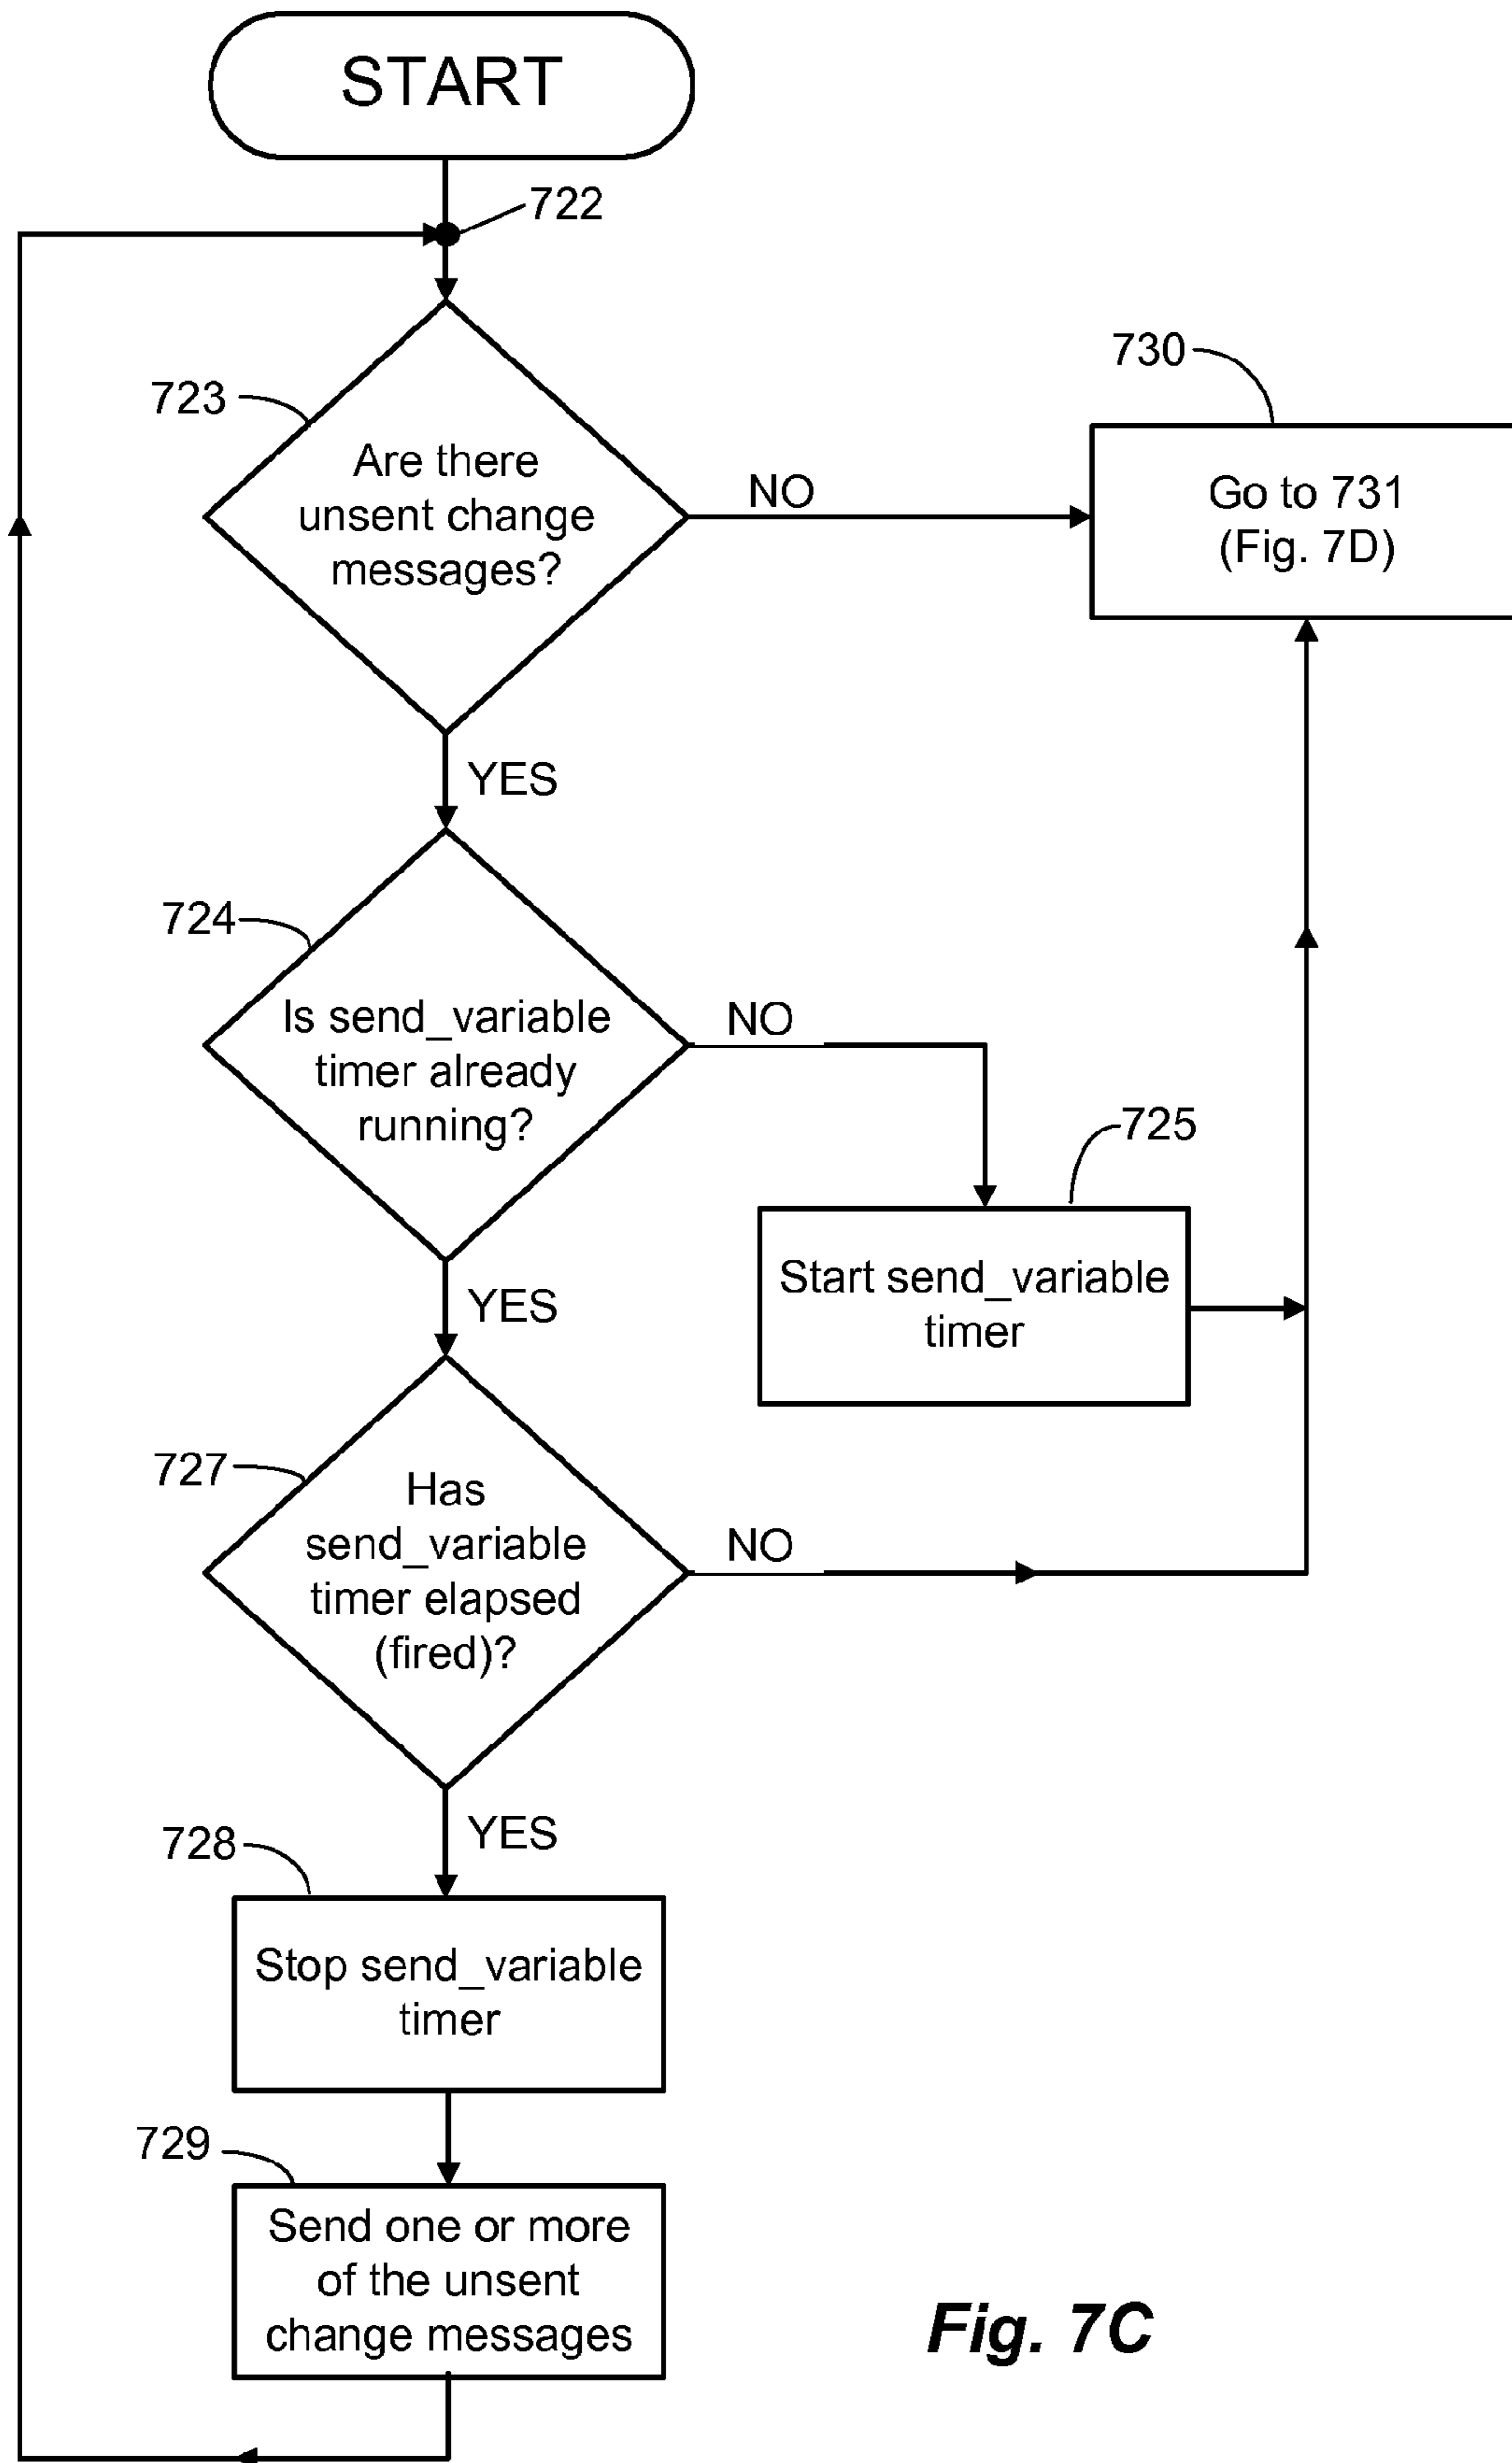 START
722
723
Are there
unsent change
messages?
NO
730
Go to 731
(Fig. 7D)
YES
724
Is send_variable
timer already
running?
NO
725
Start send_variable
timer
YES
727
Has
send_variable
timer elapsed
(fired)?
NO
YES
728
Stop send_variable
timer
729
Send one or more
of the unsent
change messages
Fig. 7C